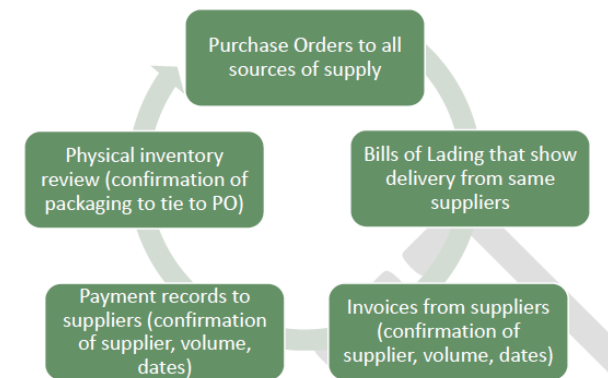 Purchase Orders to all
sources of supply
Bills of Lading that show
delivery from same
suppliers
Invoices from suppliers
(confirmation of
supplier, volume, dates)
Payment records to
suppliers (confirmation
of supplier, volume,
dates)
Physical inventory
review (confirmation of
packaging to tie to PO)